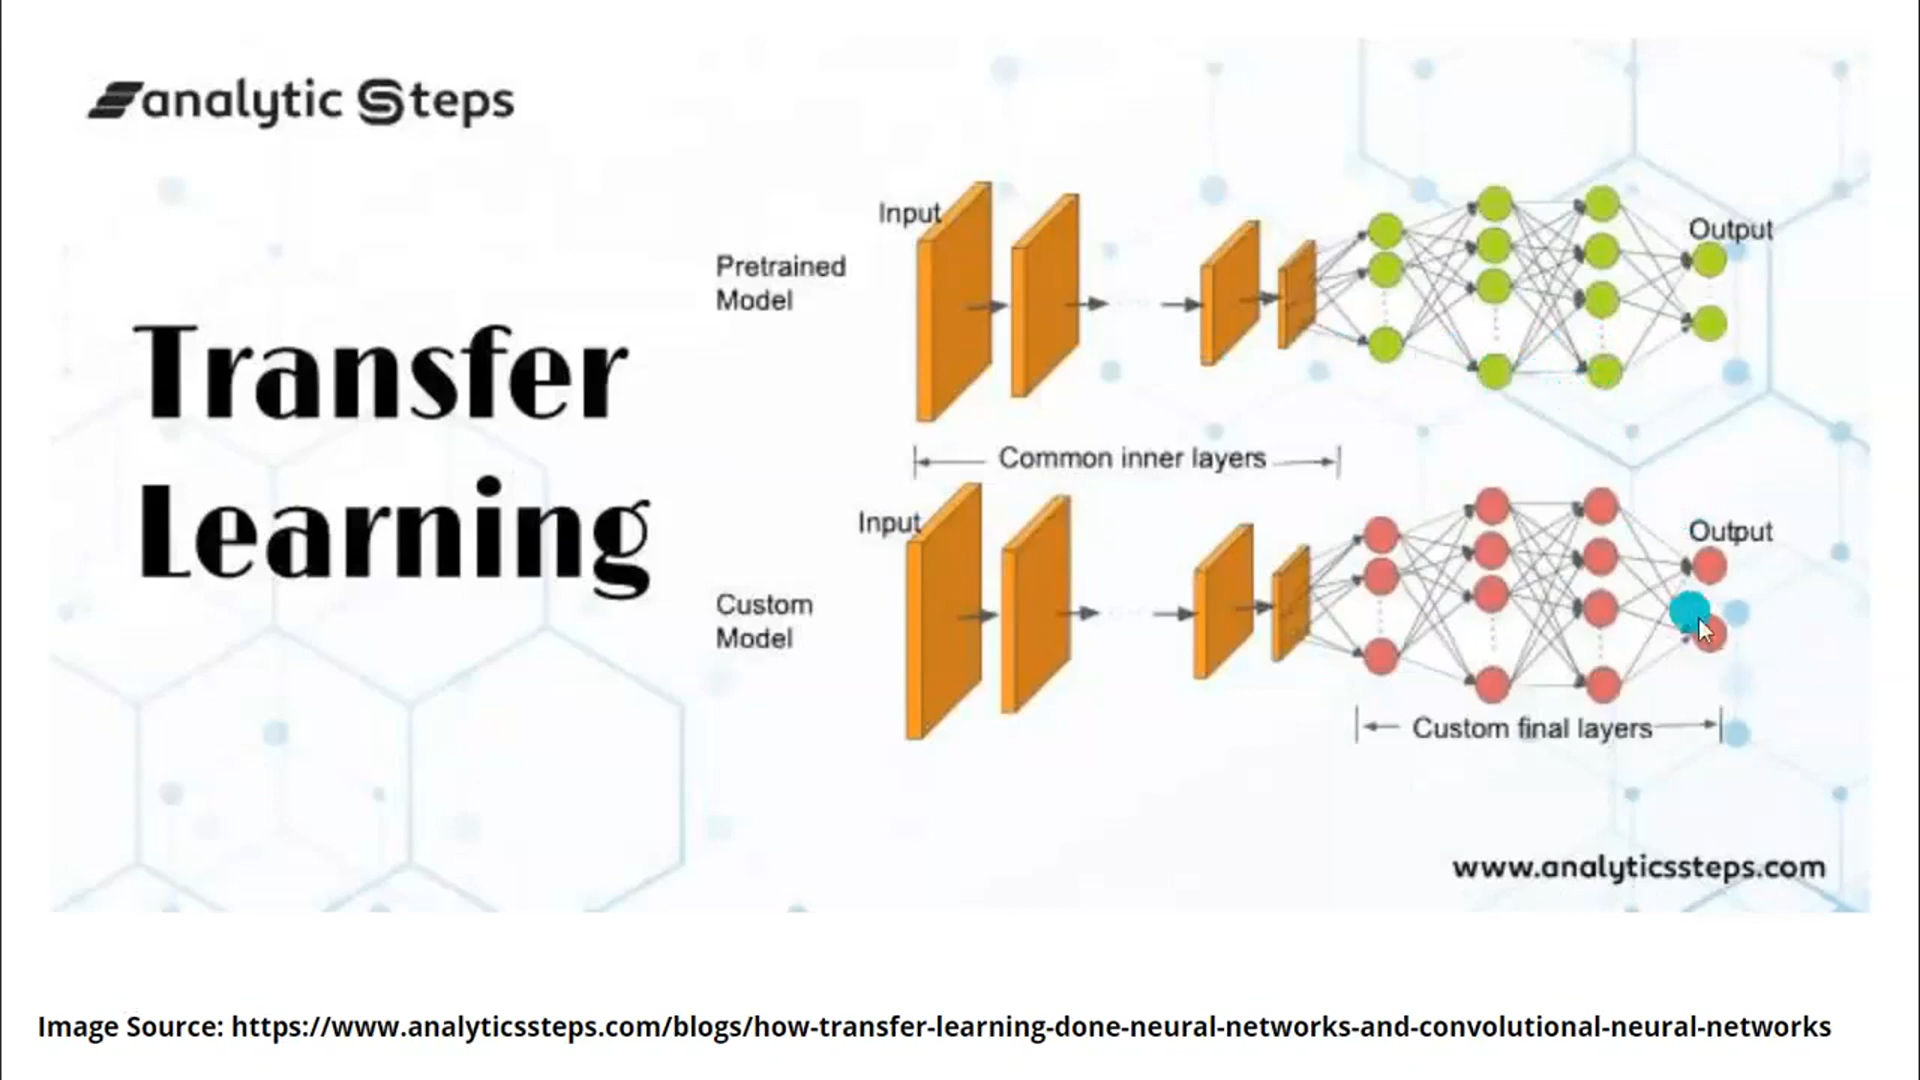 analytic Steps
Transfer
Learning
Input
Pretrained
Model
Output
Common inner layers
Input
Custom
Model
Output
Custom final layers
www.analyticssteps.com
Image Source: https://www.analyticssteps.com/blogs/how-transfer-learning-done-neural-networks-and-convolutional-neural-networks